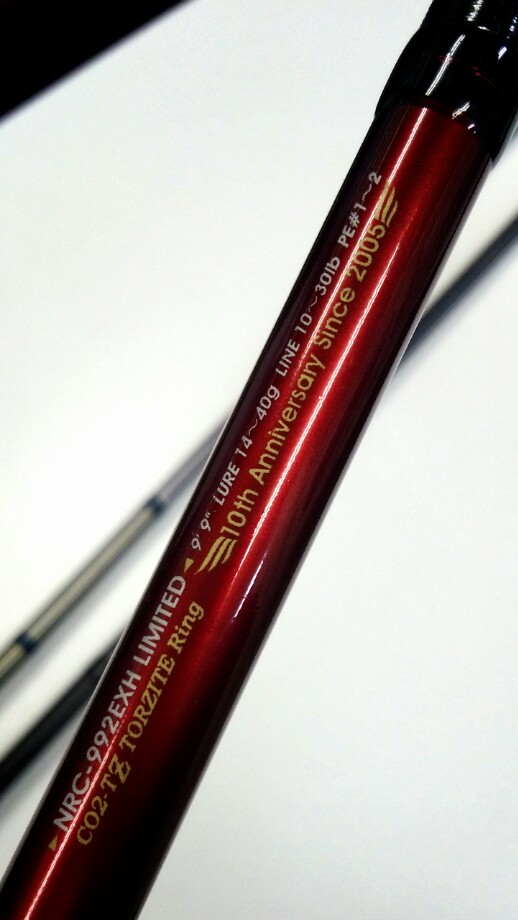 NRC-992EXH LIMITED 9' 9" LURE 14～40g LINE 10～30lb PE#1～2
CO2-TZ TORZITE Ring 10th Anniversary Since 2005